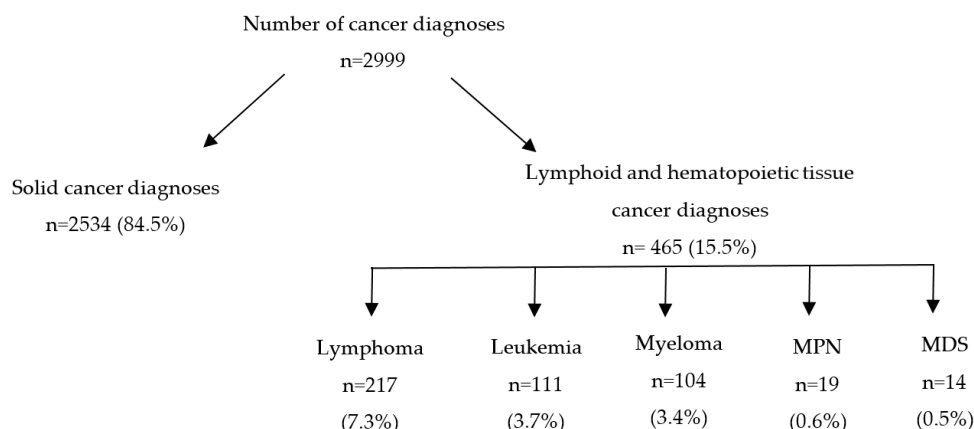 Number of cancer diagnoses
n=2999
Solid cancer diagnoses
n=2534 (84.5%)
Lymphoid and hematopoietic tissue
cancer diagnoses
n= 465 (15.5%)
Lymphoma
n=217
(7.3%)
Leukemia
n=111
(3.7%)
Myeloma
n=104
(3.4%)
MPN
n=19
(0.6%)
MDS
n=14
(0.5%)